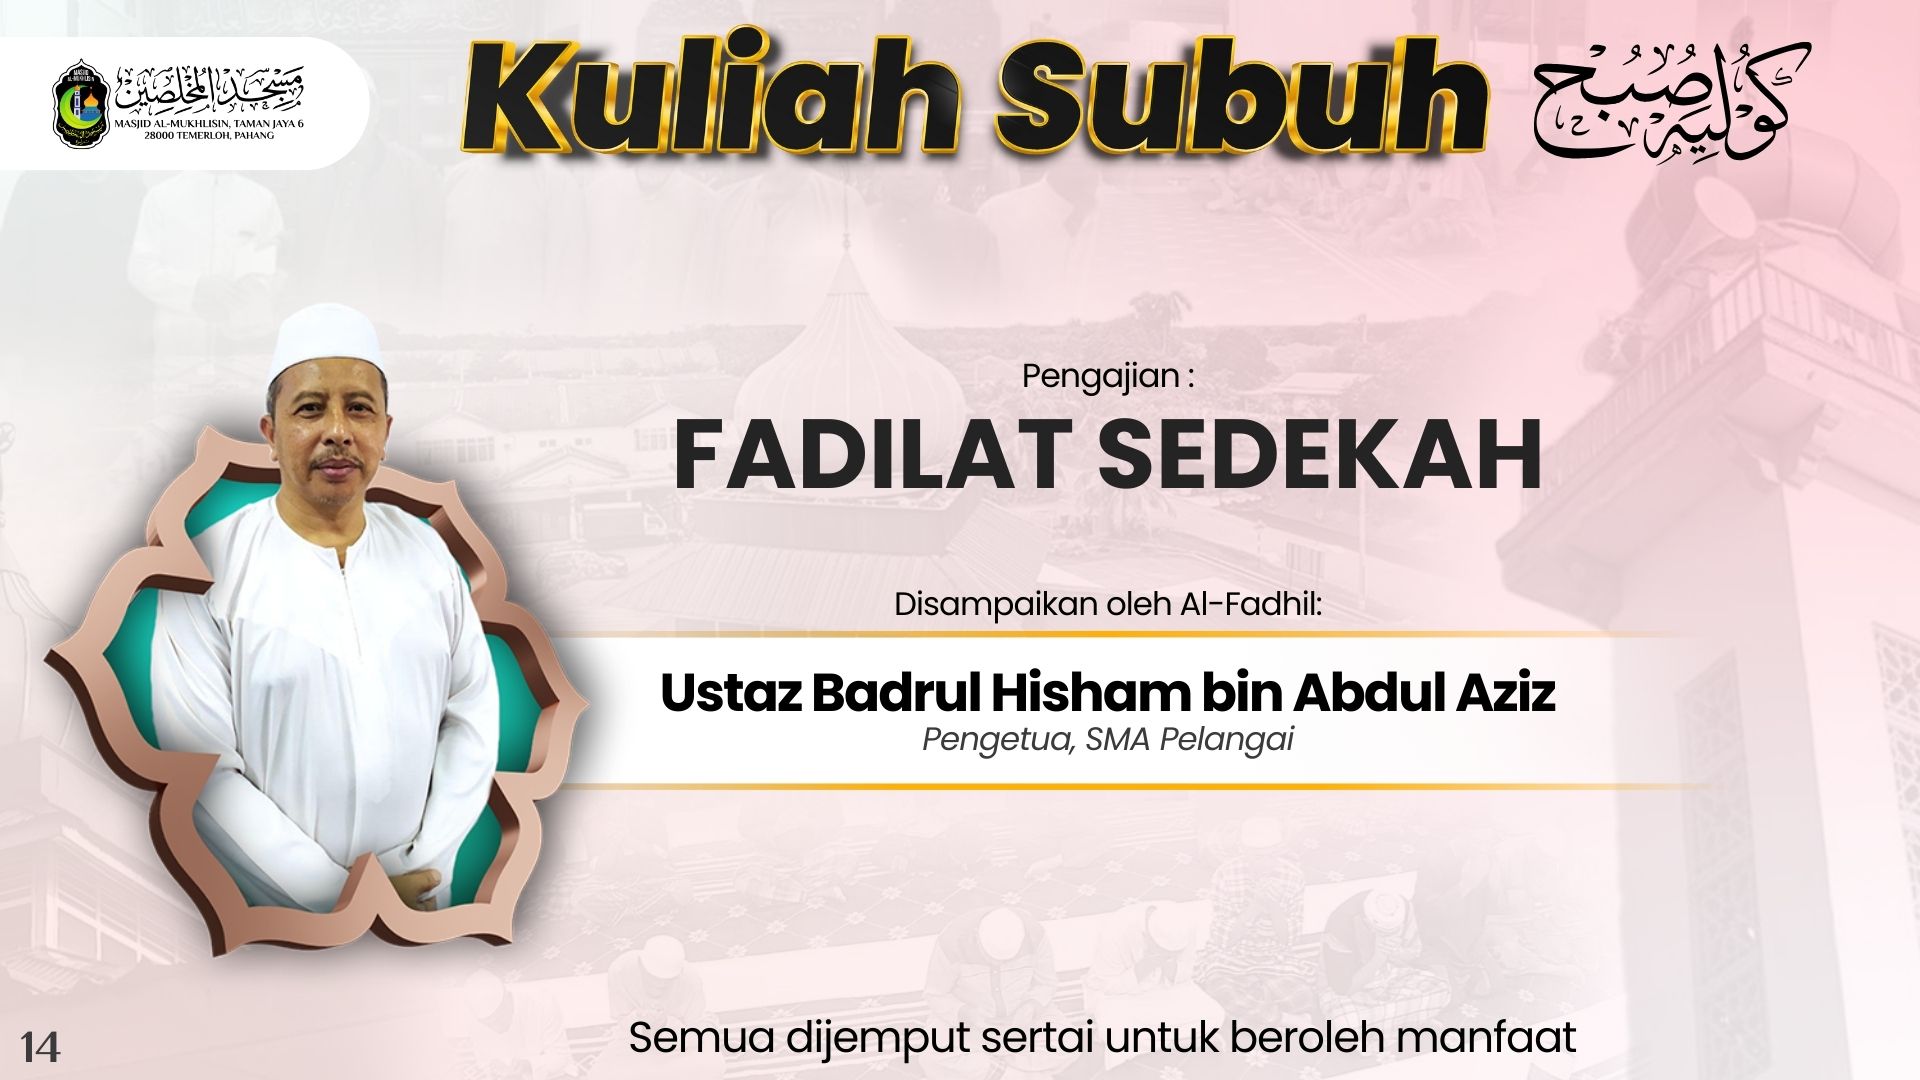 مسجد المخلصين
MASJID AL-MUKHLISIN, TAMAN JAYA 6
28000 TEMERLOH, PAHANG
Kuliah Subuh
كوليه صبح
Pengajian :
FADILAT SEDEKAH
Disampaikan oleh Al-Fadhil:
Ustaz Badrul Hisham bin Abdul Aziz
Pengetua, SMA Pelangai
Semua dijemput sertai untuk beroleh manfaat
14